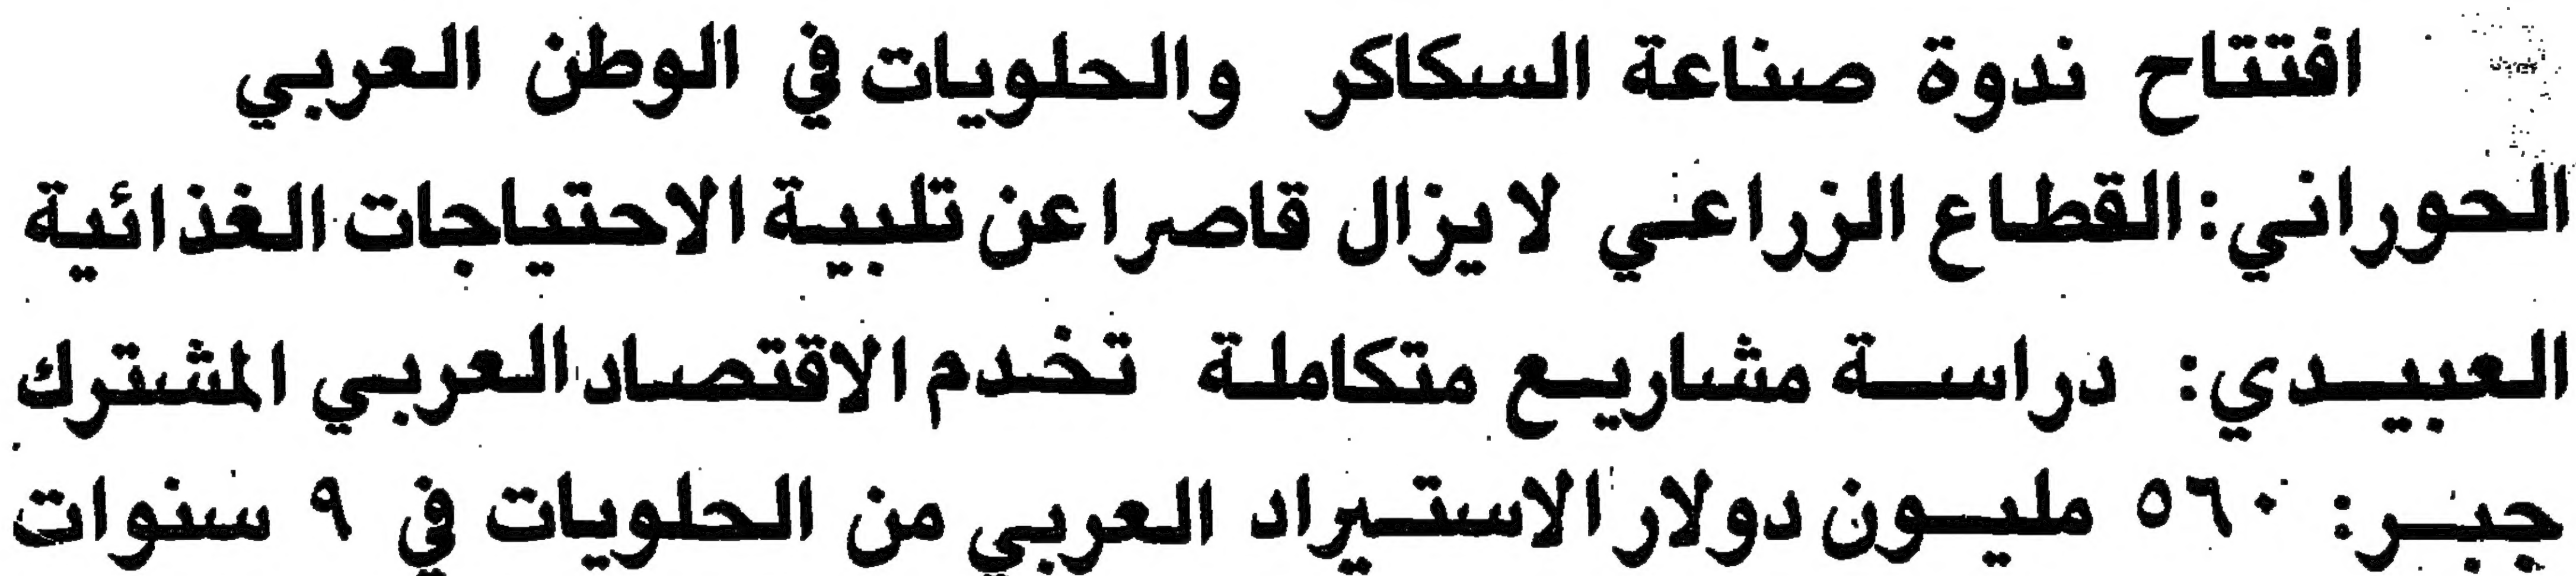 افتتاح ندوة صناعة السكاكر والحلويات في الوطن العربي
الحوراني: القطاع الزراعي لا يزال قاصرا عن تلبية الاحتياجات الغذائية
العبيدي: دراسة مشاريع متكاملة تخدم الاقتصاد العربي المشترك
جبر: ٥٦٠ مليون دولار الاستيراد العربي من الحلويات في ٩ سنوات